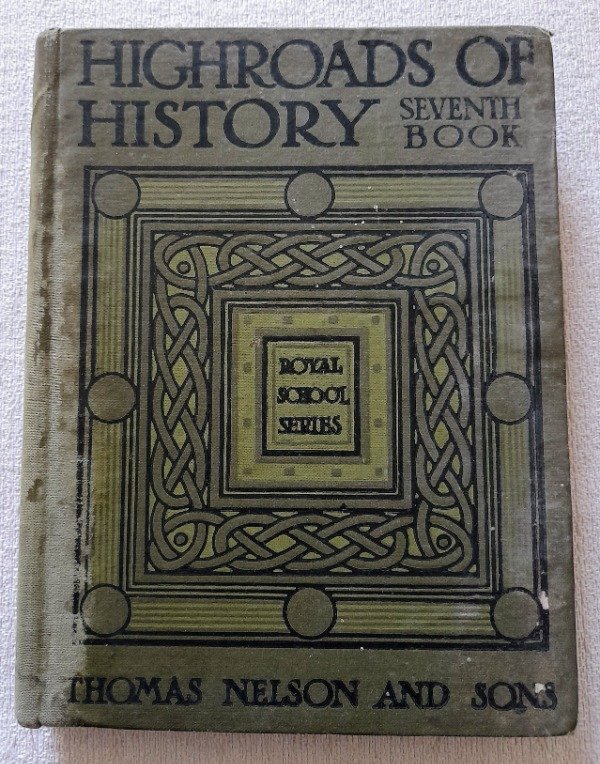 HIGHROADS OF
HISTORY SEVENTH
BOOK
ROYAL
SCHOOL
SERIES
THOMAS NELSON AND SONS